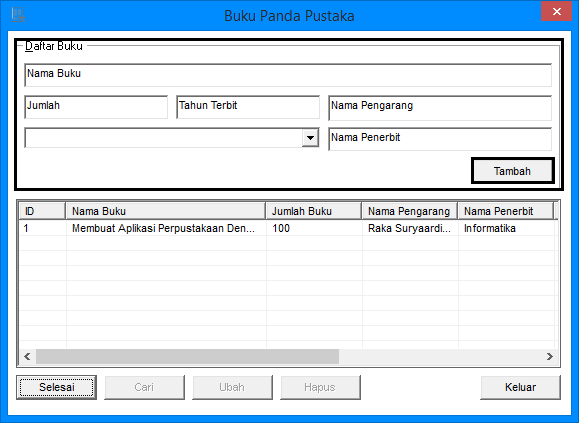 Buku Panda Pustaka
Daftar Buku
Nama Buku
Jumlah Tahun Terbit Nama Pengarang
Nama Penerbit
Tambah
ID Nama Buku Jumlah Buku Nama Pengarang Nama Penerbit
1 Membuat Aplikasi Perpustakaan Den... 100 Raka Suryaardi... Informatika
Selesai Cari Ubah Hapus Keluar